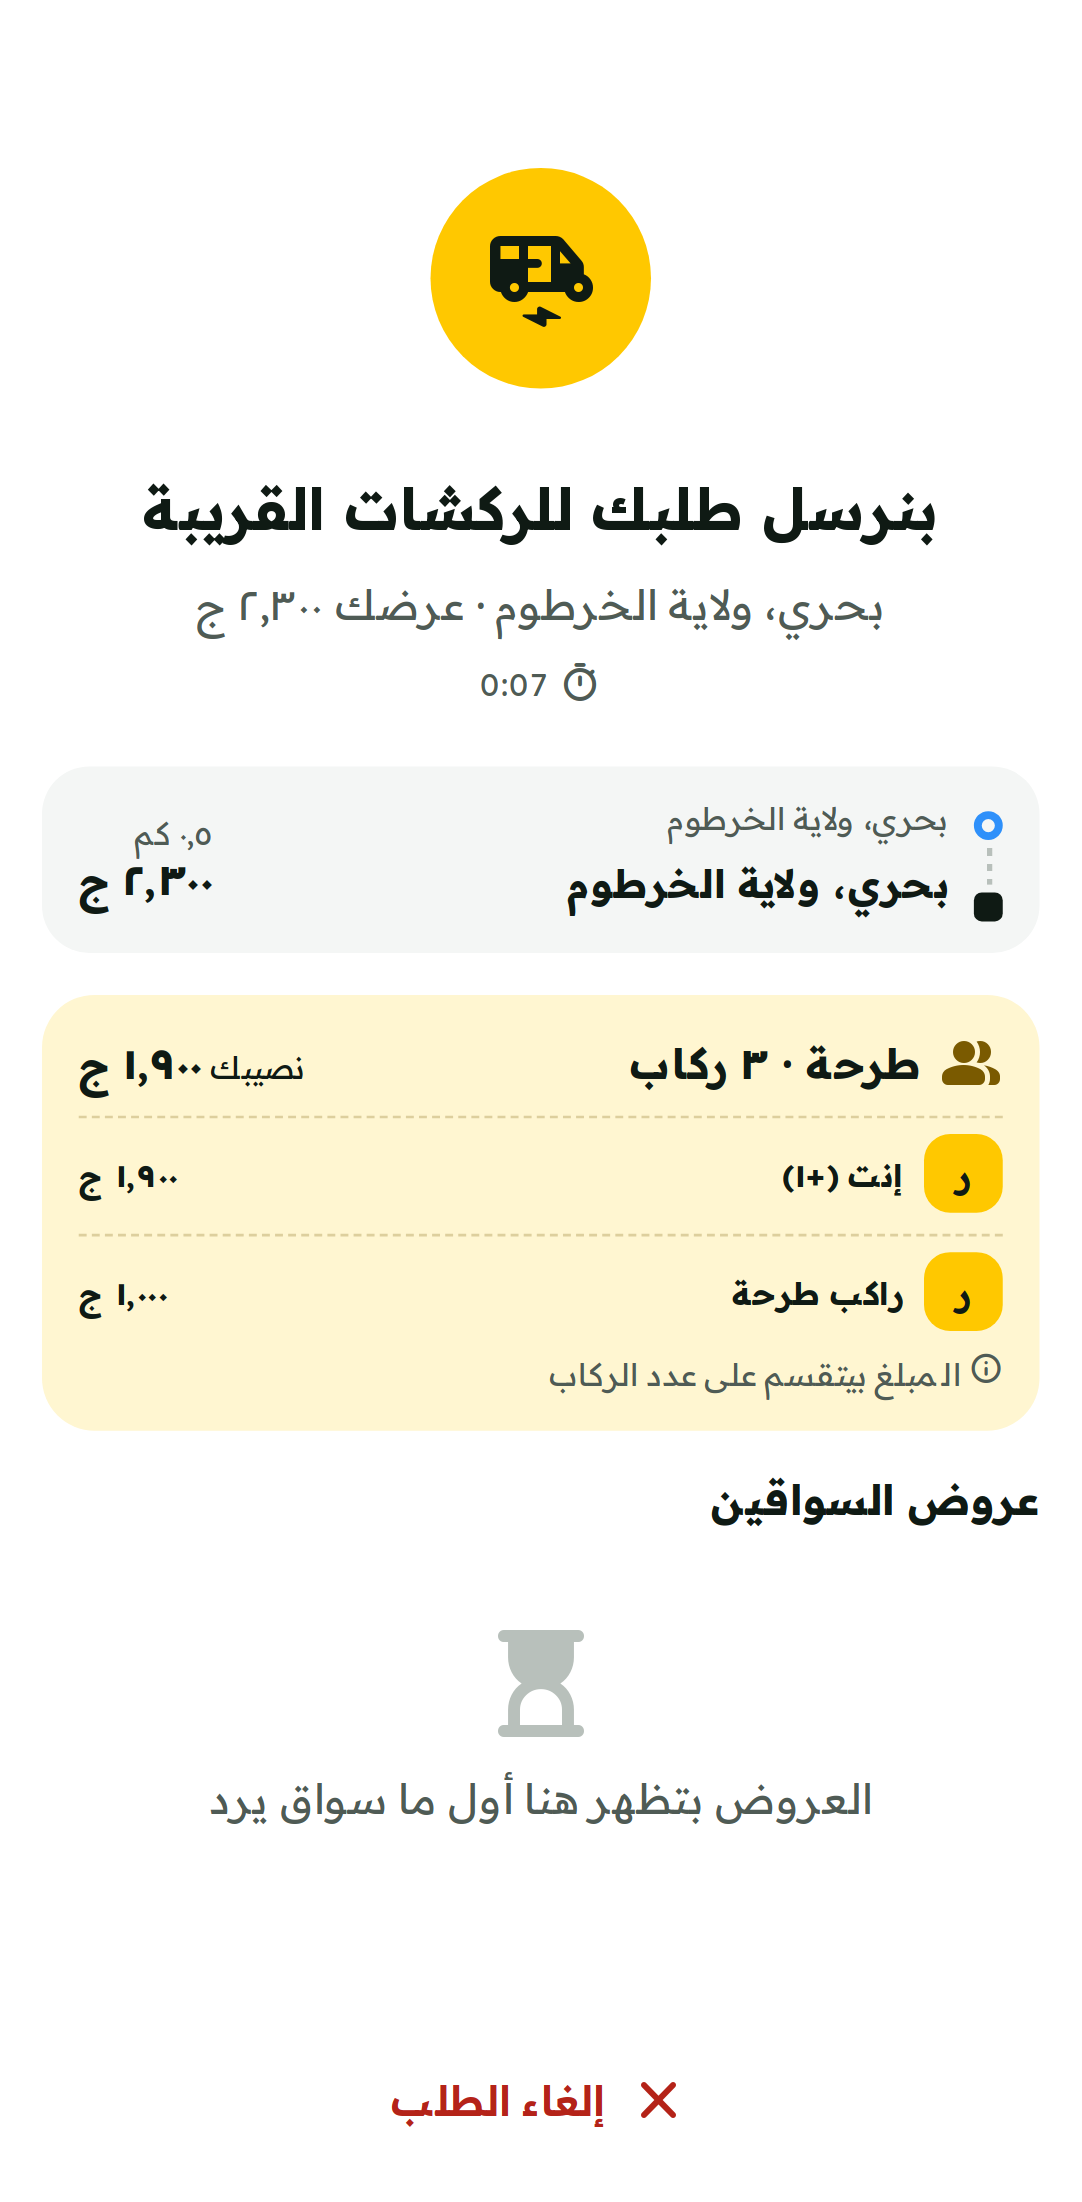 بنرسل طلبك للركشات القريبة
بحري، ولاية الخرطوم · عرضك ٢,٣٠٠ ج
0:07
بحري، ولاية الخرطوم
٠,٥ كم
بحري، ولاية الخرطوم
٢,٣٠٠ ج
طرحة · ٣ ركاب
نصيبك ١,٩٠٠ ج
ر
إنت (+١)
١,٩٠٠ ج
ر
راكب طرحة
١,٠٠٠ ج
المبلغ بيتقسم على عدد الركاب
عروض السواقين
العروض بتظهر هنا أول ما سواق يرد
إلغاء الطلب